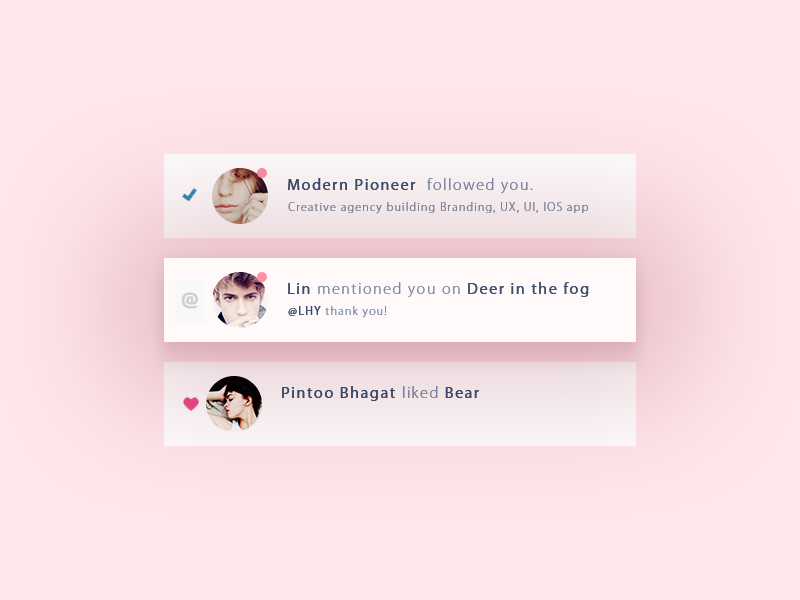 Modern Pioneer followed you.
Creative agency building Branding, UX, UI, IOS app
@
Lin mentioned you on Deer in the fog
@LHY thank you!
Pintoo Bhagat liked Bear